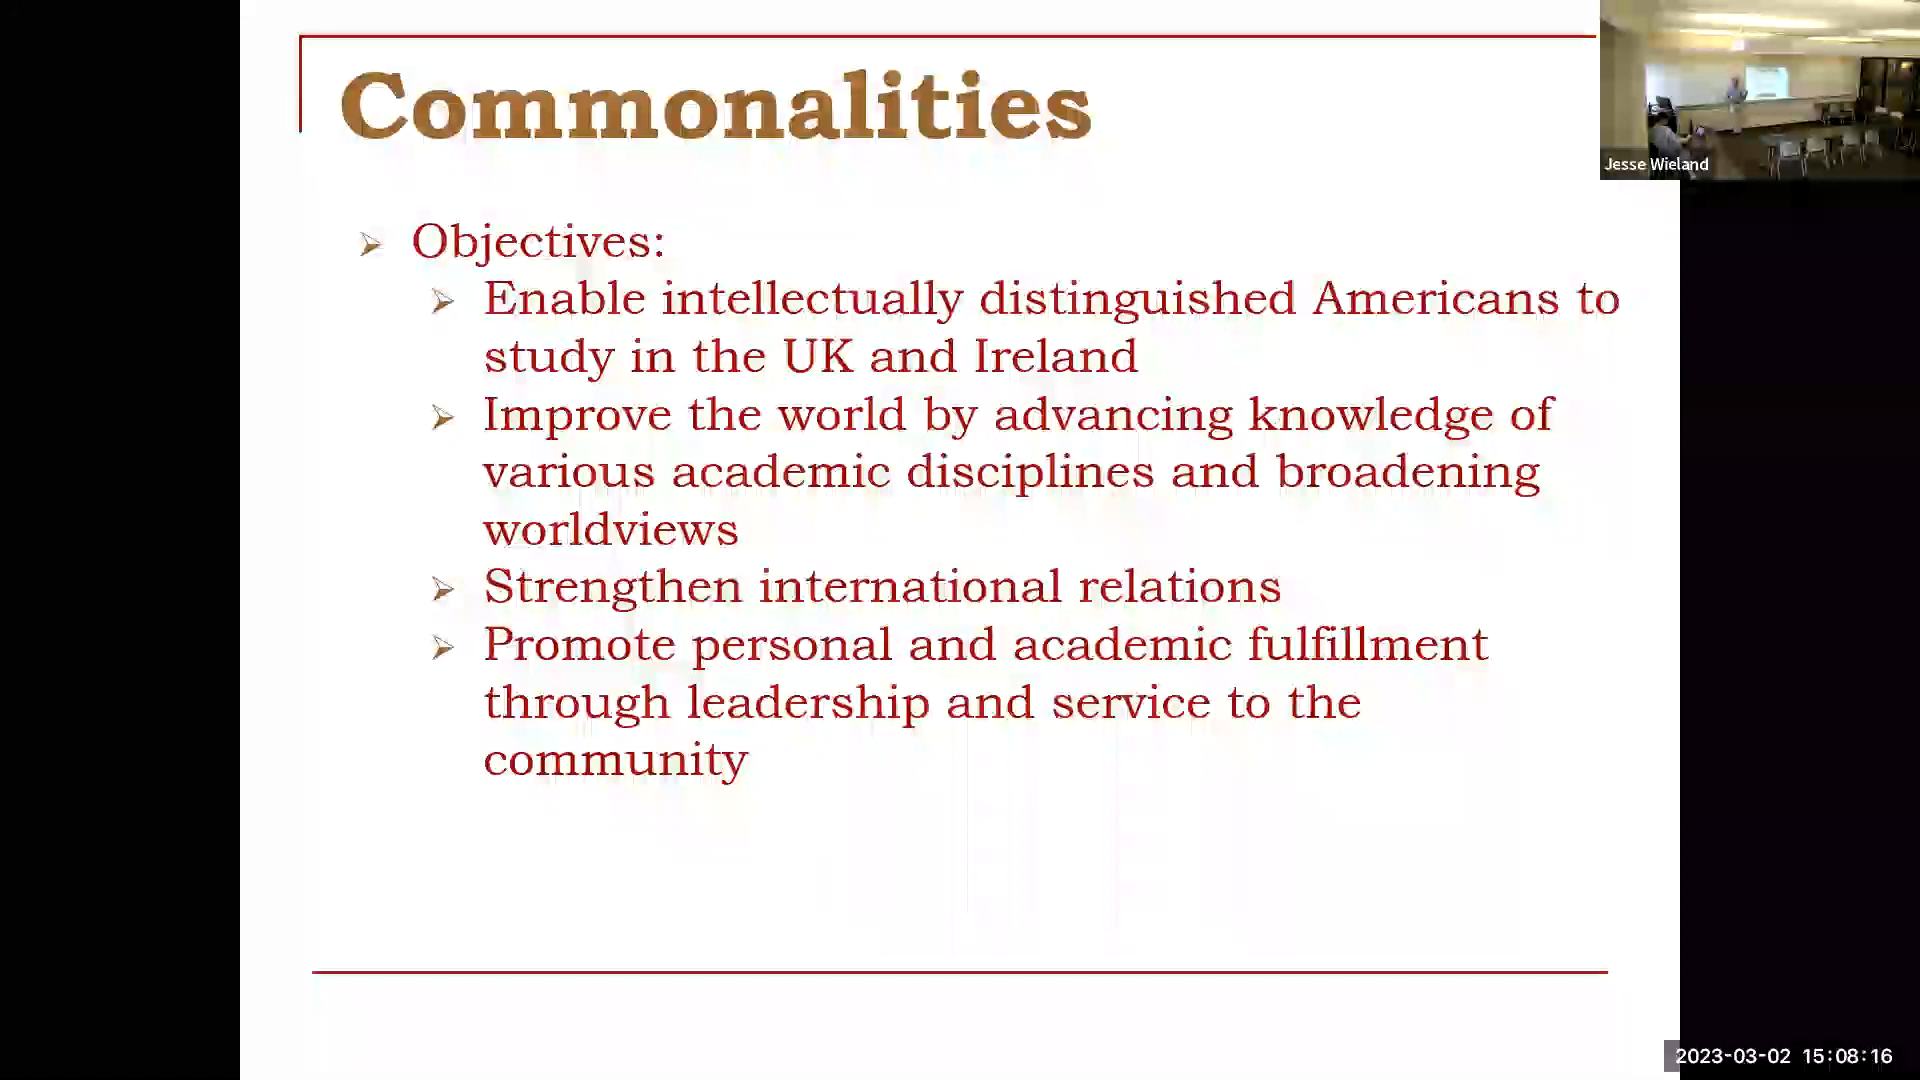 Commonalities
Jesse Wieland
Objectives:
Enable intellectually distinguished Americans to
study in the UK and Ireland
Improve the world by advancing knowledge of
various academic disciplines and broadening
worldviews
Strengthen international relations
Promote personal and academic fulfillment
through leadership and service to the
community
2023-03-02 15:08:16